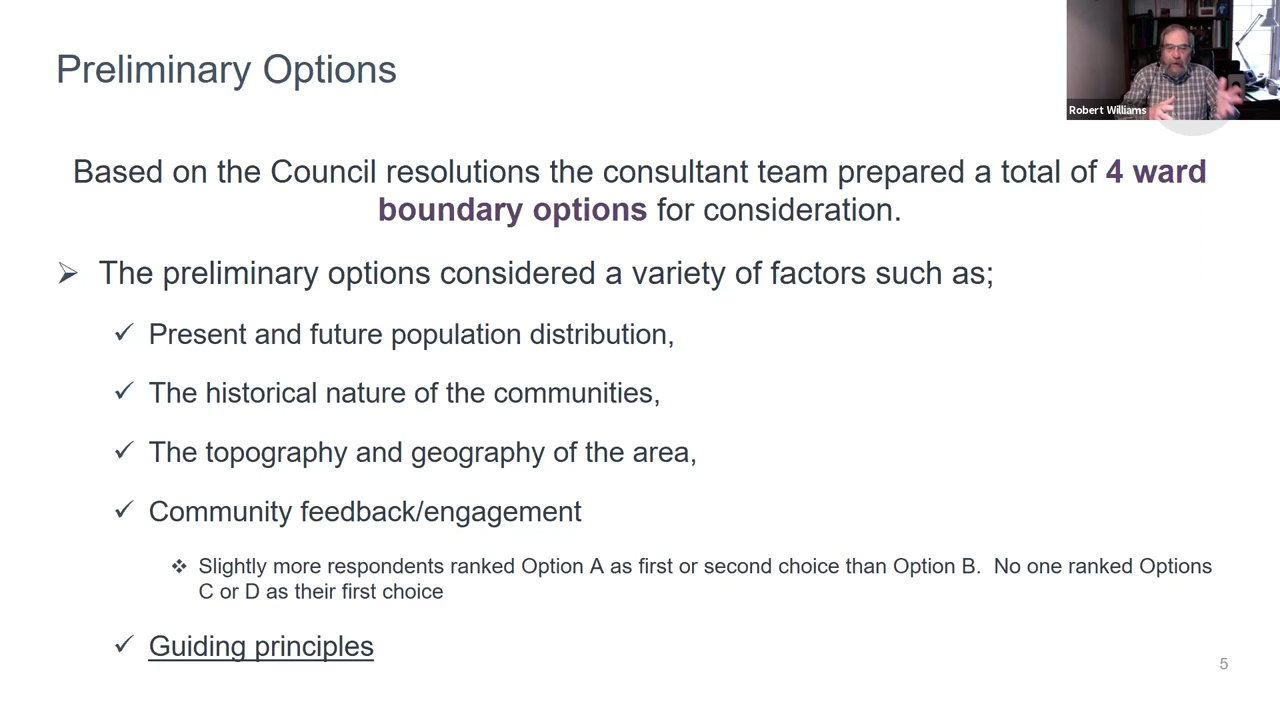 Preliminary Options
Robert Williams
Based on the Council resolutions the consultant team prepared a total of 4 ward
boundary options for consideration.
The preliminary options considered a variety of factors such as;
Present and future population distribution,
The historical nature of the communities,
The topography and geography of the area,
Community feedback/engagement
Slightly more respondents ranked Option A as first or second choice than Option B.  No one ranked Options
C or D as their first choice
Guiding principles
5